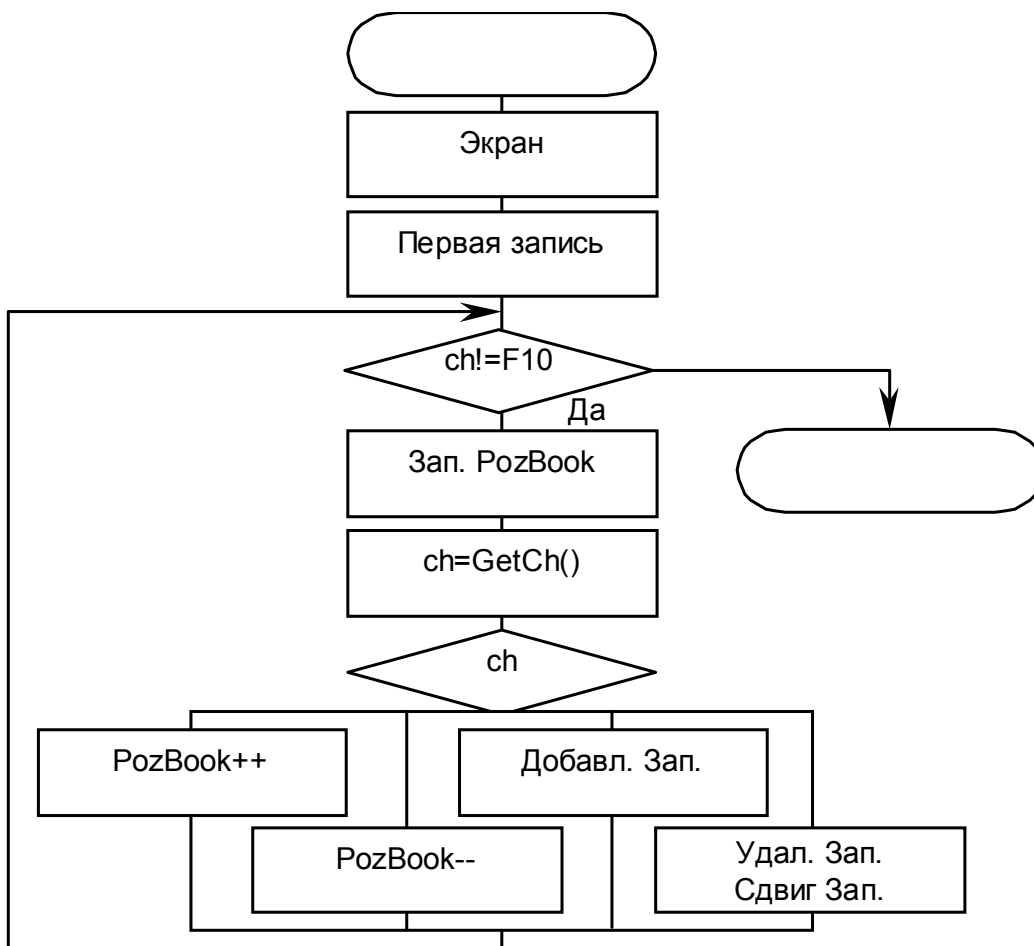 Экран
Первая запись
ch!=F10
Да
Зап. PozBook
ch=GetCh()
ch
PozBook++
Добавл. Зап.
PozBook--
Удал. Зап.
Сдвиг Зап.